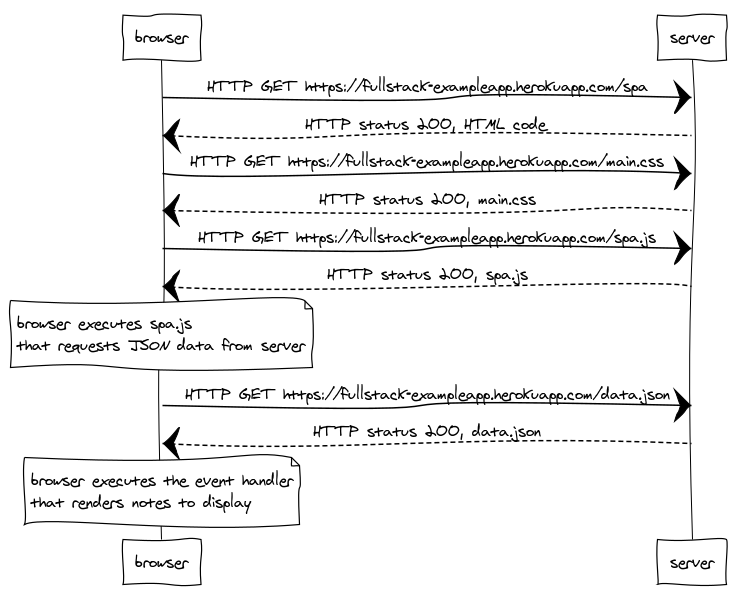 browser
server
HTTP GET https://fullstack-exampleapp.herokuapp.com/spa
HTTP status 200, HTML code
HTTP GET https://fullstack-exampleapp.herokuapp.com/main.css
HTTP status 200, main.css
HTTP GET https://fullstack-exampleapp.herokuapp.com/spa.js
HTTP status 200, spa.js
browser executes spa.js
that requests JSON data from server
HTTP GET https://fullstack-exampleapp.herokuapp.com/data.json
HTTP status 200, data.json
browser executes the event handler
that renders notes to display
browser
server